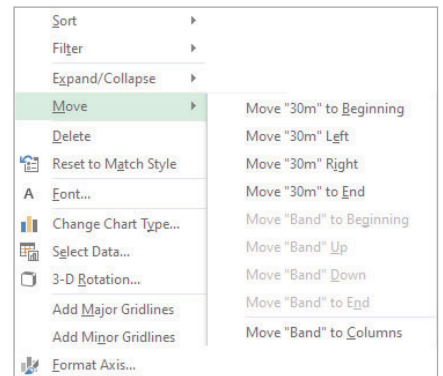 Sort
Filter
Expand/Collapse
Move
Delete
Reset to Match Style
A Font...
Change Chart Type...
Select Data...
3-D Rotation...
Add Major Gridlines
Add Minor Gridlines
Format Axis...
Move "30m" to Beginning
Move "30m" Left
Move "30m" Right
Move "30m" to End
Move "Band" to Beginning
Move "Band" Up
Move "Band" Down
Move "Band" to End
Move "Band" to Columns